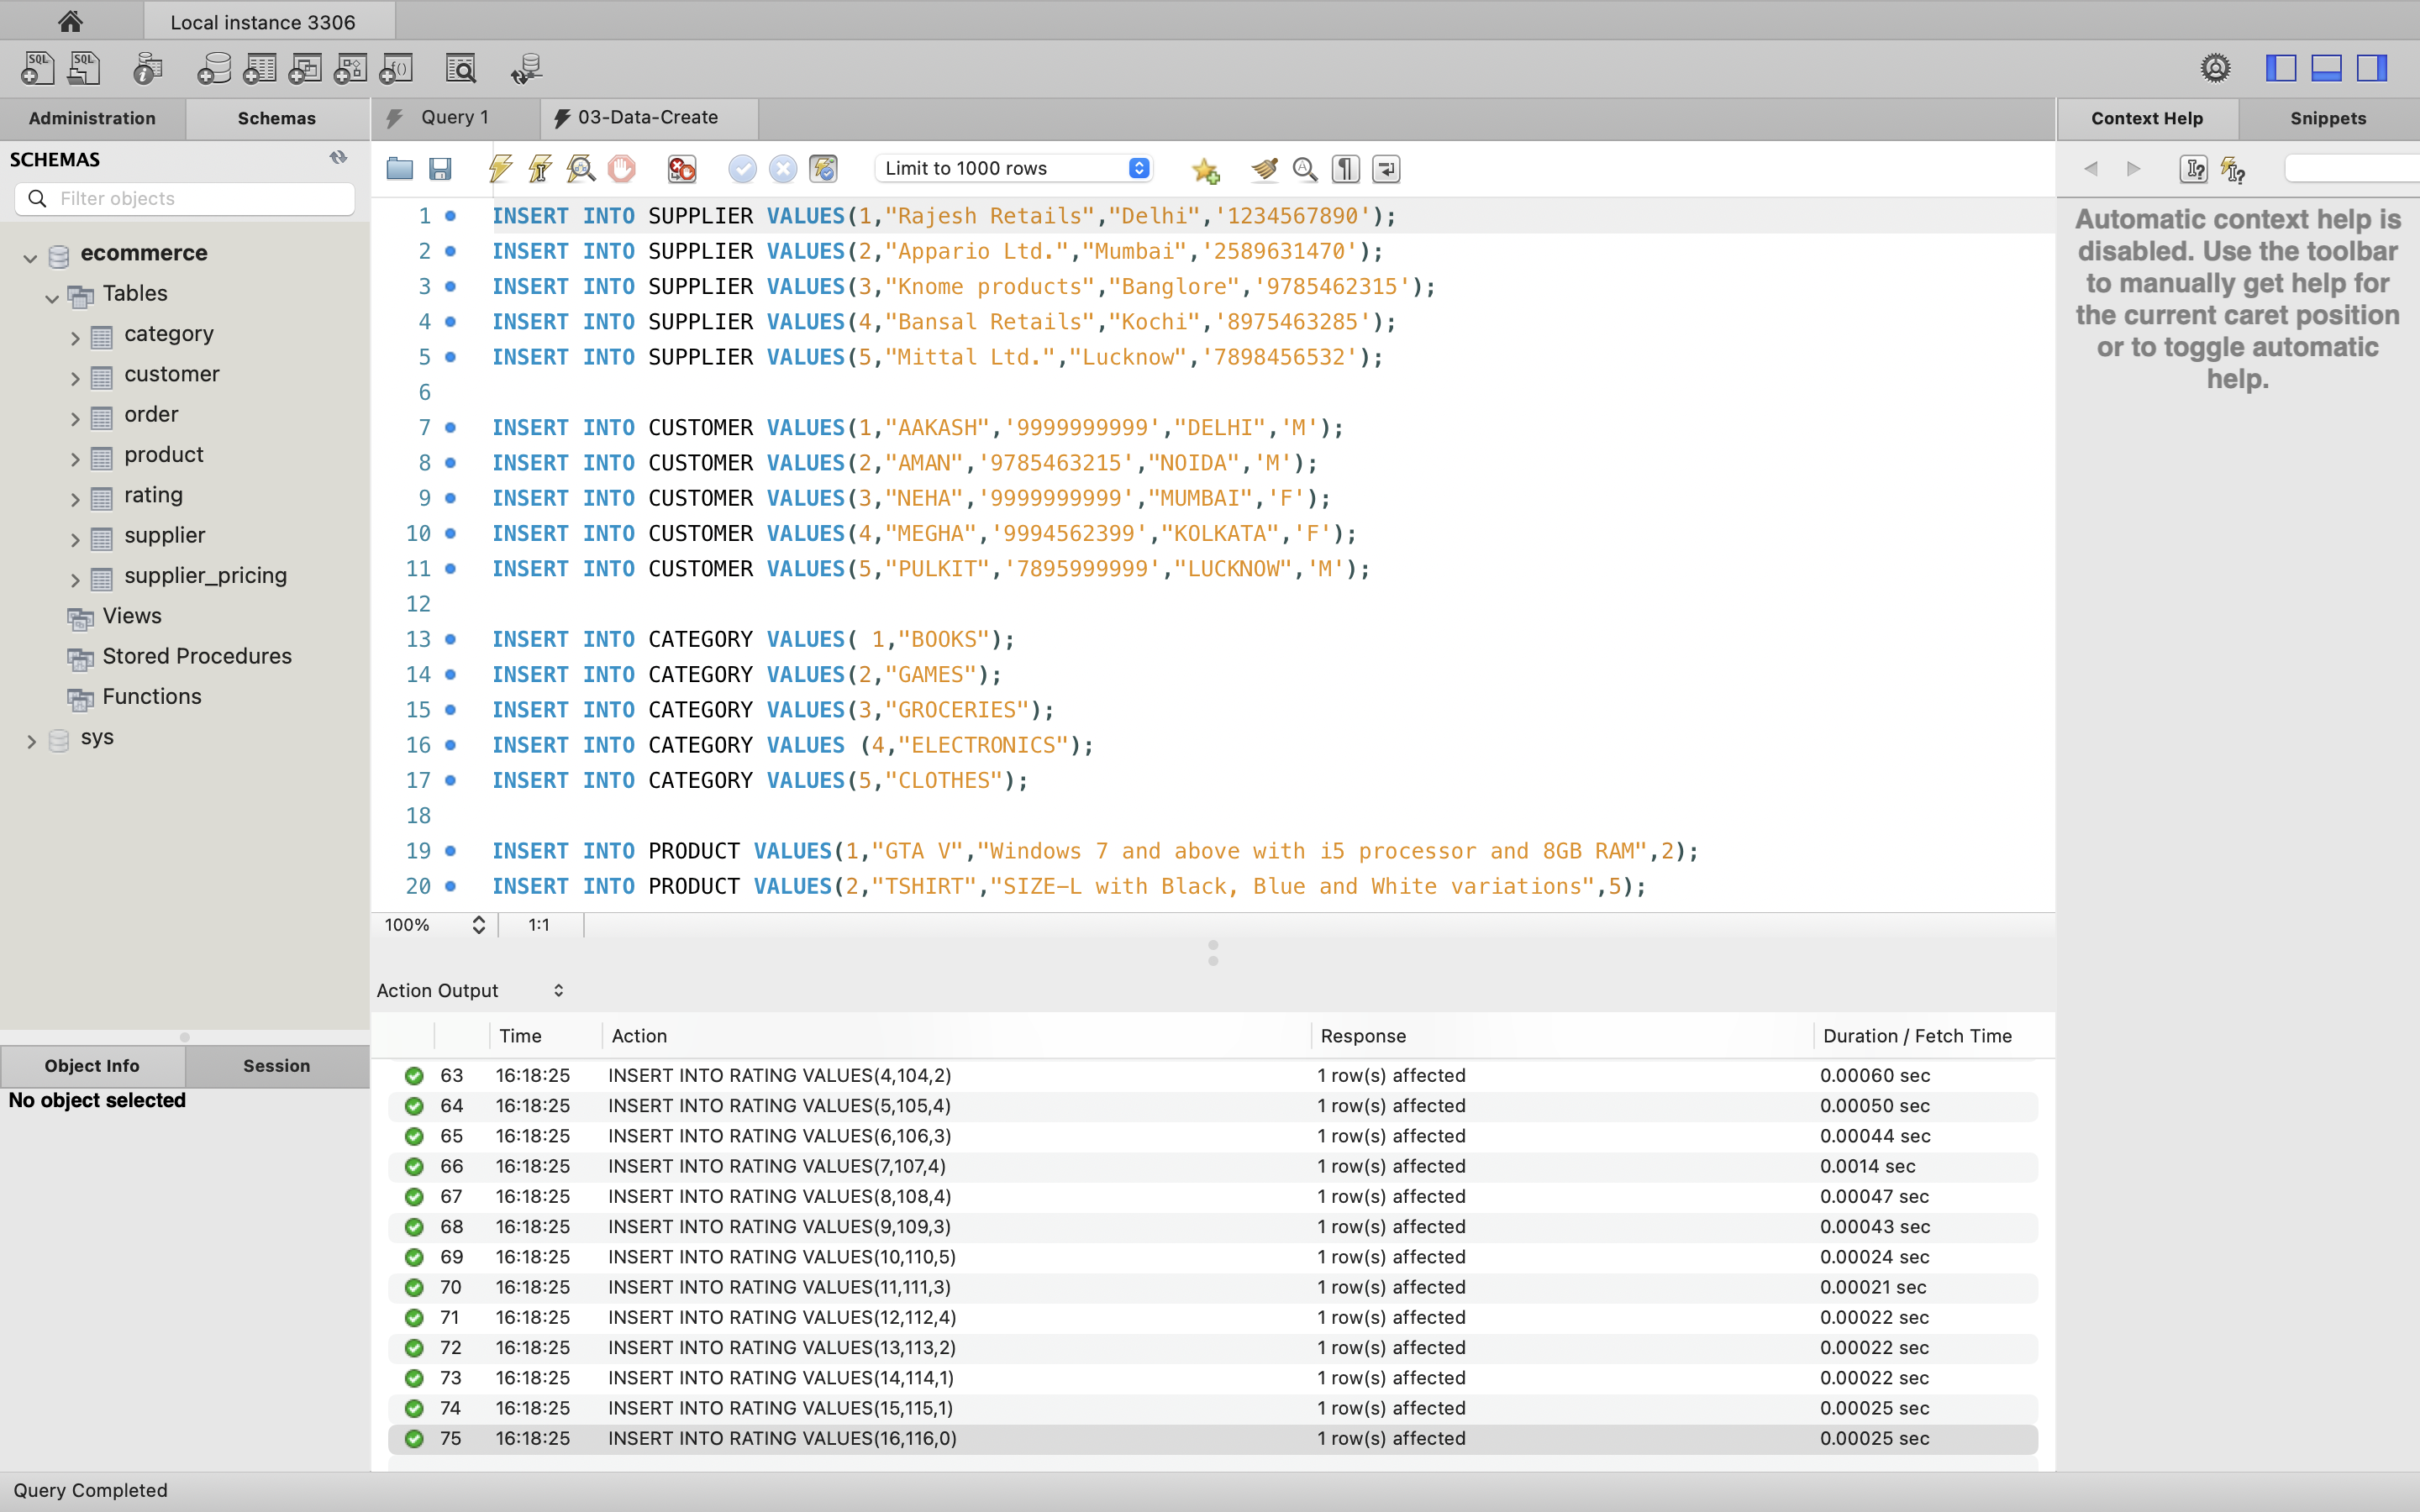 Local instance 3306
SQL
SQL
Administration
Schemas
Query 1
03-Data-Create
Context Help
Snippets
SCHEMAS
Filter objects
Limit to 1000 rows
ecommerce
Tables
category
customer
order
product
rating
supplier
supplier_pricing
Views
Stored Procedures
Functions
sys
Object Info
Session
No object selected
1 INSERT INTO SUPPLIER VALUES(1,"Rajesh Retails","Delhi",'1234567890');
2 INSERT INTO SUPPLIER VALUES(2,"Appario Ltd.","Mumbai",'2589631470');
3 INSERT INTO SUPPLIER VALUES(3,"Knome products","Banglore",'9785462315');
4 INSERT INTO SUPPLIER VALUES(4,"Bansal Retails","Kochi",'8975463285');
5 INSERT INTO SUPPLIER VALUES(5,"Mittal Ltd.","Lucknow",'7898456532');
6
7 INSERT INTO CUSTOMER VALUES(1,"AAKASH",'9999999999',"DELHI",'M');
8 INSERT INTO CUSTOMER VALUES(2,"AMAN",'9785463215',"NOIDA",'M');
9 INSERT INTO CUSTOMER VALUES(3,"NEHA",'9999999999',"MUMBAI",'F');
10 INSERT INTO CUSTOMER VALUES(4,"MEGHA",'9994562399',"KOLKATA",'F');
11 INSERT INTO CUSTOMER VALUES(5,"PULKIT",'7895999999',"LUCKNOW",'M');
12
13 INSERT INTO CATEGORY VALUES( 1,"BOOKS");
14 INSERT INTO CATEGORY VALUES(2,"GAMES");
15 INSERT INTO CATEGORY VALUES(3,"GROCERIES");
16 INSERT INTO CATEGORY VALUES (4,"ELECTRONICS");
17 INSERT INTO CATEGORY VALUES(5,"CLOTHES");
18
19 INSERT INTO PRODUCT VALUES(1,"GTA V","Windows 7 and above with i5 processor and 8GB RAM",2);
20 INSERT INTO PRODUCT VALUES(2,"TSHIRT","SIZE-L with Black, Blue and White variations",5);
100% 1:1
Automatic context help is
disabled. Use the toolbar
to manually get help for
the current caret position
or to toggle automatic
help.
Action Output
Time Action Response Duration / Fetch Time
63 16:18:25 INSERT INTO RATING VALUES(4,104,2) 1 row(s) affected 0.00060 sec
64 16:18:25 INSERT INTO RATING VALUES(5,105,4) 1 row(s) affected 0.00050 sec
65 16:18:25 INSERT INTO RATING VALUES(6,106,3) 1 row(s) affected 0.00044 sec
66 16:18:25 INSERT INTO RATING VALUES(7,107,4) 1 row(s) affected 0.0014 sec
67 16:18:25 INSERT INTO RATING VALUES(8,108,4) 1 row(s) affected 0.00047 sec
68 16:18:25 INSERT INTO RATING VALUES(9,109,3) 1 row(s) affected 0.00043 sec
69 16:18:25 INSERT INTO RATING VALUES(10,110,5) 1 row(s) affected 0.00024 sec
70 16:18:25 INSERT INTO RATING VALUES(11,111,3) 1 row(s) affected 0.00021 sec
71 16:18:25 INSERT INTO RATING VALUES(12,112,4) 1 row(s) affected 0.00022 sec
72 16:18:25 INSERT INTO RATING VALUES(13,113,2) 1 row(s) affected 0.00022 sec
73 16:18:25 INSERT INTO RATING VALUES(14,114,1) 1 row(s) affected 0.00022 sec
74 16:18:25 INSERT INTO RATING VALUES(15,115,1) 1 row(s) affected 0.00025 sec
75 16:18:25 INSERT INTO RATING VALUES(16,116,0) 1 row(s) affected 0.00025 sec
Query Completed